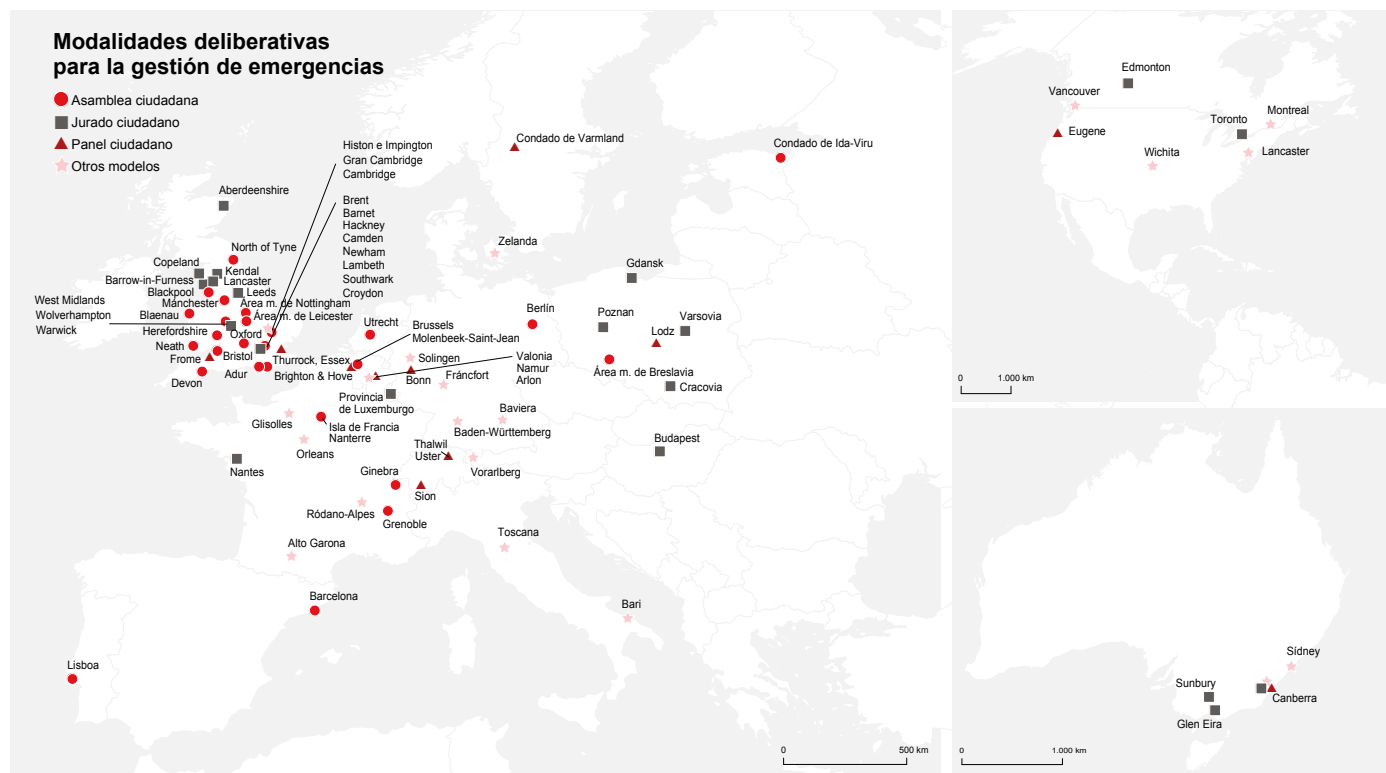 Modalidades deliberativas
para la gestión de emergencias
Asamblea ciudadana
Jurado ciudadano
Panel ciudadano
Otros modelos
Histon e Impington
Gran Cambridge
Cambridge
Brent
Barnet
Hackney
Camden
Newham
Lambeth
Southwark
Croydon
Condado de Varmland
Condado de Ida-Viru
Aberdeenshire
North of Tyne
Zelanda
Copeland
Kendal
Barrow-in-Furness
Lancaster
Blackpool
Leeds
Gdansk
West Midlands
Wolverhampton
Warwick
Manchester
Área m. de Nottingham
Blaenau
Área m. de Leicester
Herefordshire
Oxford
Utrecht
Brussels
Molenbeek-Saint-Jean
Berlín
Poznan
Varsovia
Lodz
Neath
Frome
Bristol
Thurrock, Essex
Solingen
Valonia
Namur
Arlon
Devon
Adur
Brighton & Hove
Bonn
Fráncfort
Área m. de Breslavia
Cracovia
Provincia
de Luxemburgo
Glisolles
Isla de Francia
Nanterre
Baviera
Baden-Württemberg
Orleans
Thalwil
Uster
Budapest
Nantes
Ginebra
Vorarlberg
Sion
Ródano-Alpes
Grenoble
Alto Garona
Toscana
Barcelona
Bari
Lisboa
0
500 km
Edmonton
Vancouver
Montreal
Toronto
Eugene
Wichita
Lancaster
0
1.000 km
Sídney
Sunbury
Canberra
Glen Eira
0
1.000 km